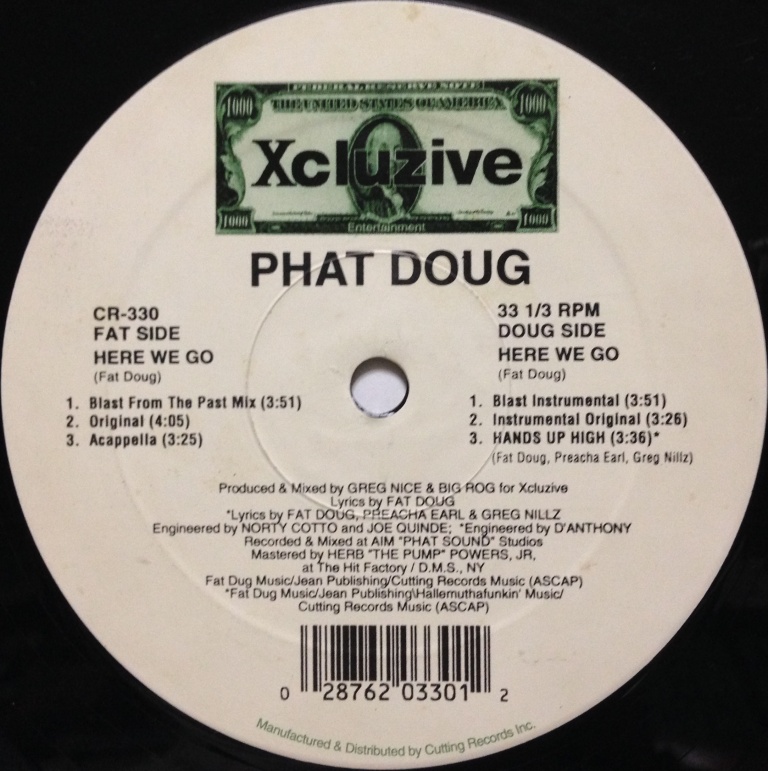 FEDERAL RESERVE NOTE
THE UNITED STATES OF AMERICA
1000 1000
Xcluzive
1000 1000
Entertainment
PHAT DOUG
CR-330
FAT SIDE
HERE WE GO
(Fat Doug)
1. Blast From The Past Mix (3:51)
2. Original (4:05)
3. Acappella (3:25)
33 1/3 RPM
DOUG SIDE
HERE WE GO
(Fat Doug)
1. Blast Instrumental (3:51)
2. Instrumental Original (3:26)
3. HANDS UP HIGH (3:36)*
(Fat Doug, Preacha Earl, Greg Nillz)
Produced & Mixed by GREG NICE & BIG ROG for Xcluzive
Lyrics by FAT DOUG
*Lyrics by FAT DOUG, PREACHA EARL & GREG NILLZ
Engineered by NORTY COTTO and JOE QUINDE; *Engineered by D'ANTHONY
Recorded & Mixed at AIM "PHAT SOUND" Studios
Mastered by HERB "THE PUMP" POWERS, JR,
at The Hit Factory / D.M.S., NY
Fat Dug Music/Jean Publishing/Cutting Records Music (ASCAP)
*Fat Dug Music/Jean Publishing\Hallemuthafunkin' Music/
Cutting Records Music (ASCAP)
0 28762 03301 2
Manufactured & Distributed by Cutting Records Inc.